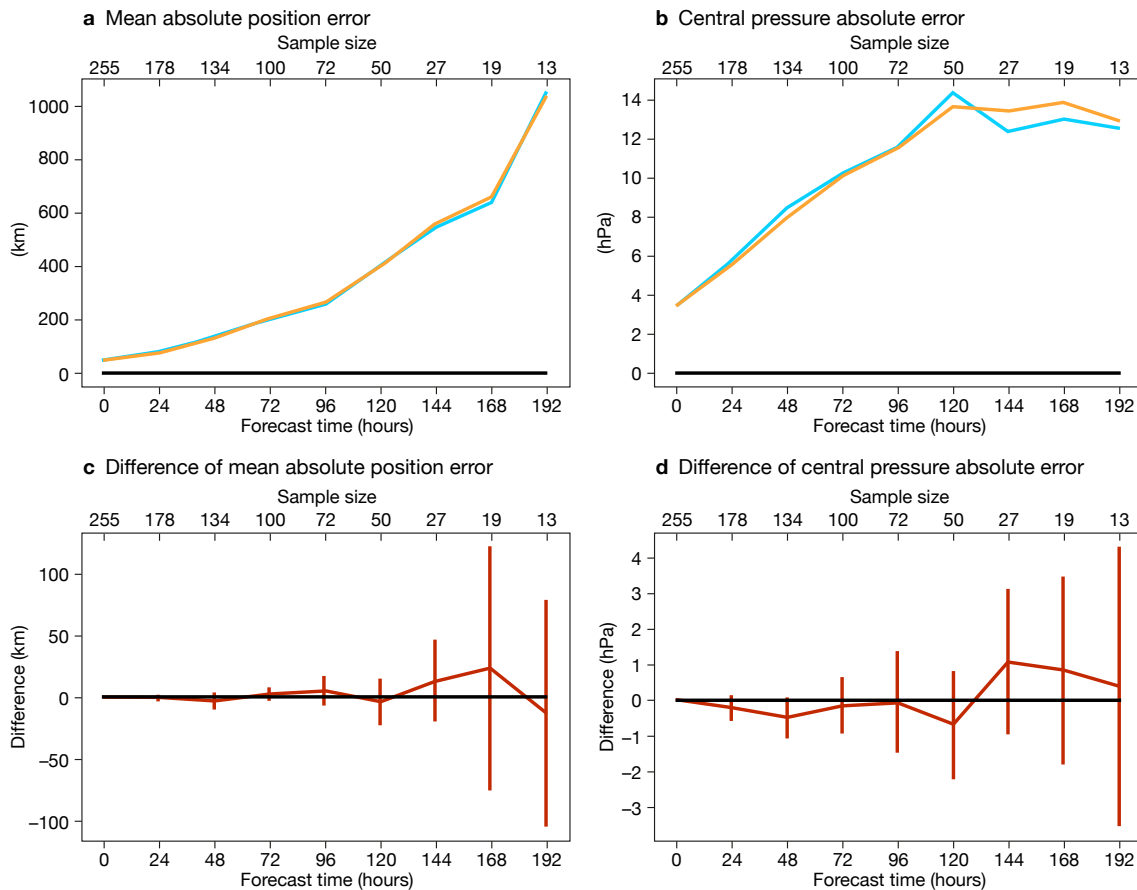 a Mean absolute position error
Sample size
255 178 134 100 72 50 27 19 13
1000
800
600
400
200
0
(km)
0 24 48 72 96 120 144 168 192
Forecast time (hours)
b Central pressure absolute error
Sample size
255 178 134 100 72 50 27 19 13
14
12
10
8
6
4
2
0
(hPa)
0 24 48 72 96 120 144 168 192
Forecast time (hours)
c Difference of mean absolute position error
Sample size
255 178 134 100 72 50 27 19 13
100
50
0
−50
−100
Difference (km)
0 24 48 72 96 120 144 168 192
Forecast time (hours)
d Difference of central pressure absolute error
Sample size
255 178 134 100 72 50 27 19 13
4
3
2
1
0
−1
−2
−3
Difference (hPa)
0 24 48 72 96 120 144 168 192
Forecast time (hours)